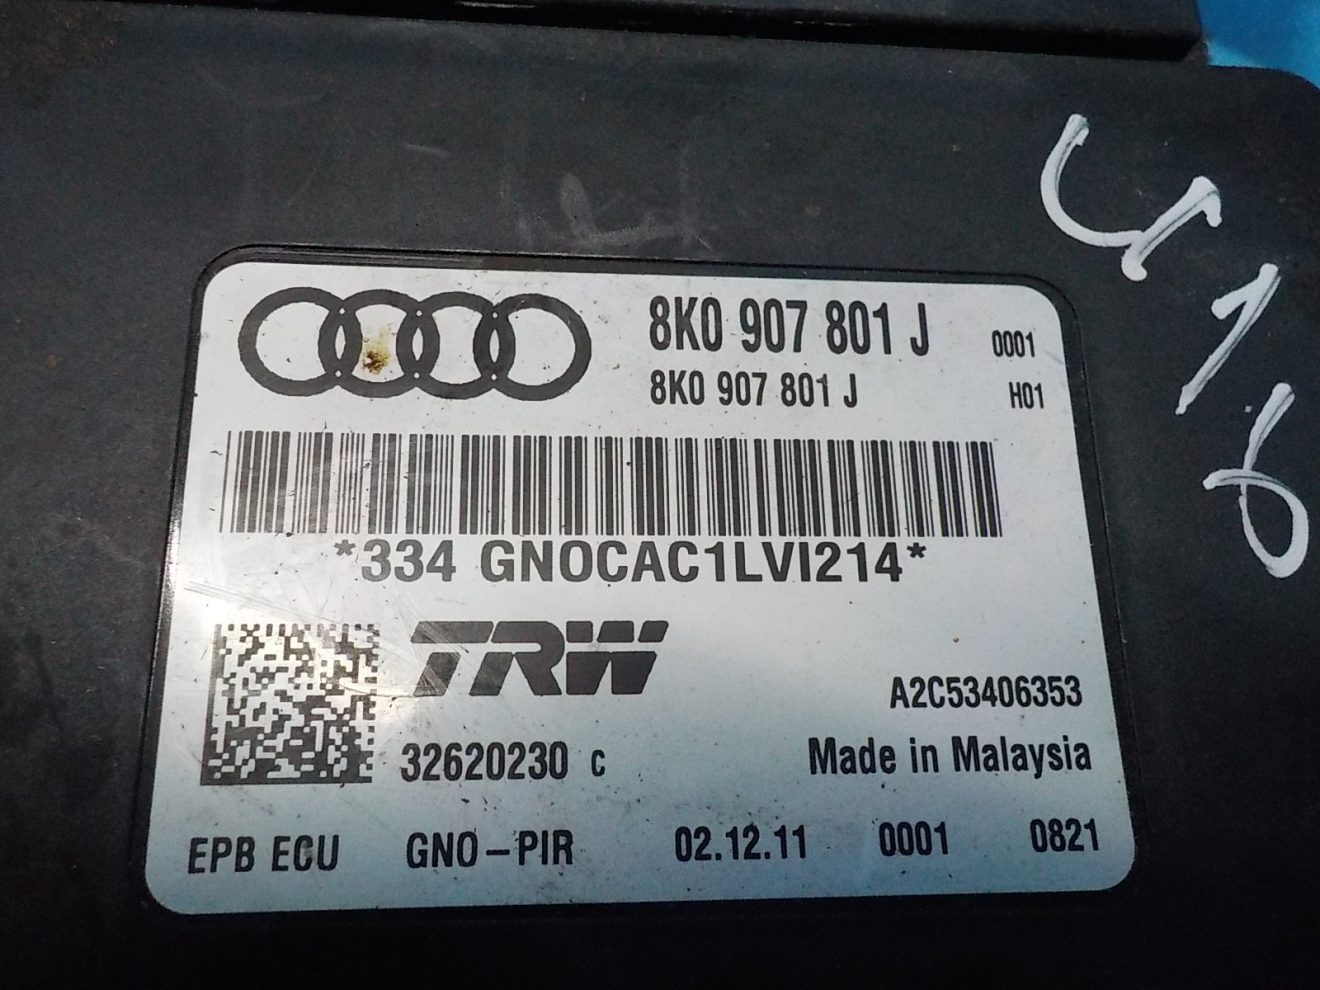 8K0 907 801 J 0001
8K0 907 801 J H01
*334 GNOCAC1LVI214*
TRW
A2C53406353
32620230 c Made in Malaysia
EPB ECU GNO-PIR 02.12.11 0001 0821